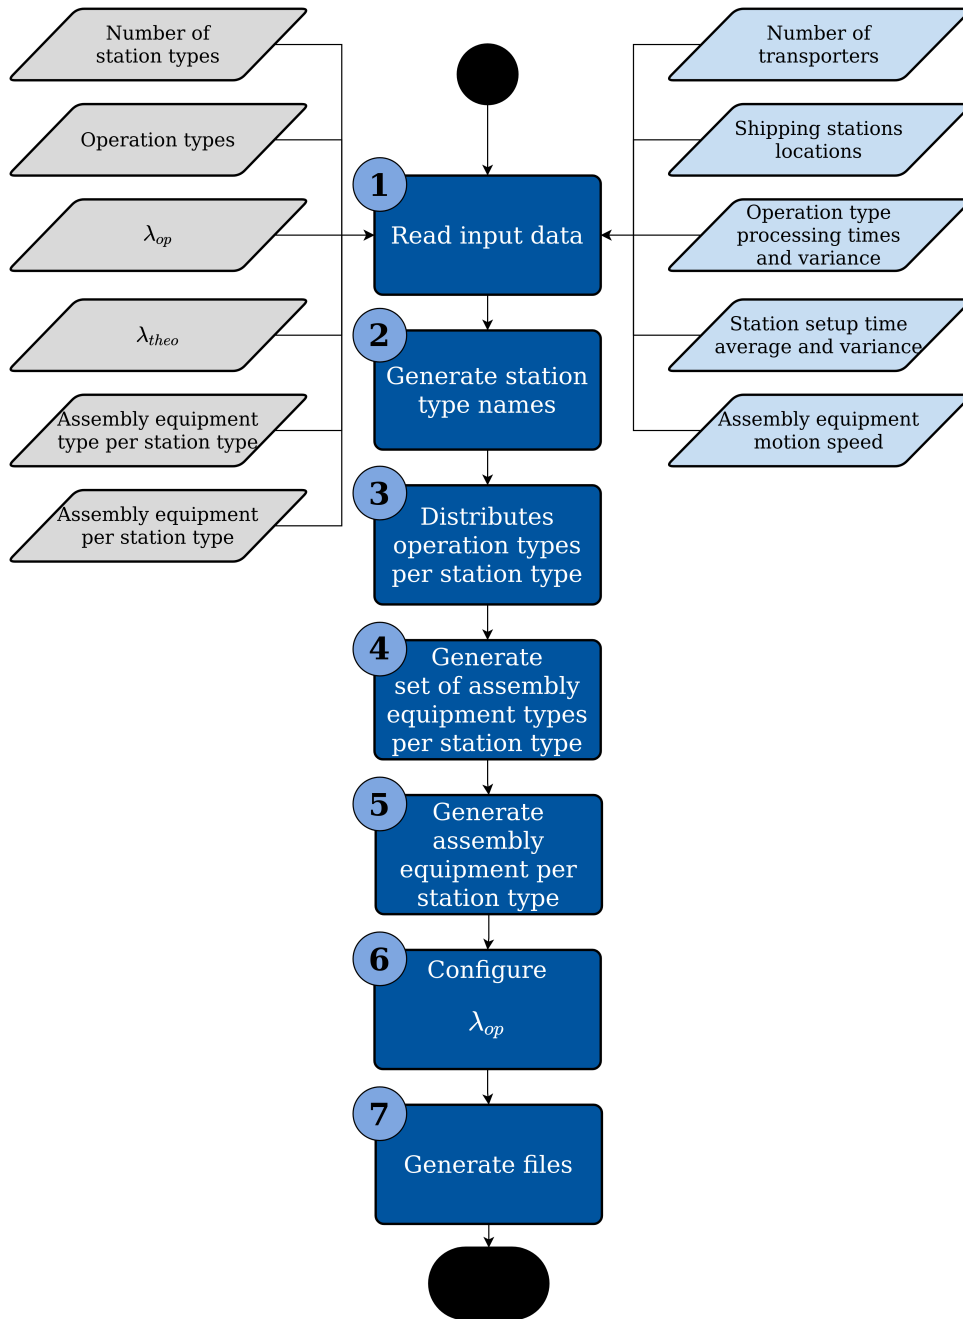 Number of
station types
Operation types
λop
λtheo
Assembly equipment
type per station type
Assembly equipment
per station type
Number of
transporters
Shipping stations
locations
Operation type
processing times
and variance
Station setup time
average and variance
Assembly equipment
motion speed
1
Read input data
2
Generate station
type names
3
Distributes
operation types
per station type
4
Generate
set of assembly
equipment types
per station type
5
Generate
assembly
equipment per
station type
6
Configure
λop
7
Generate files